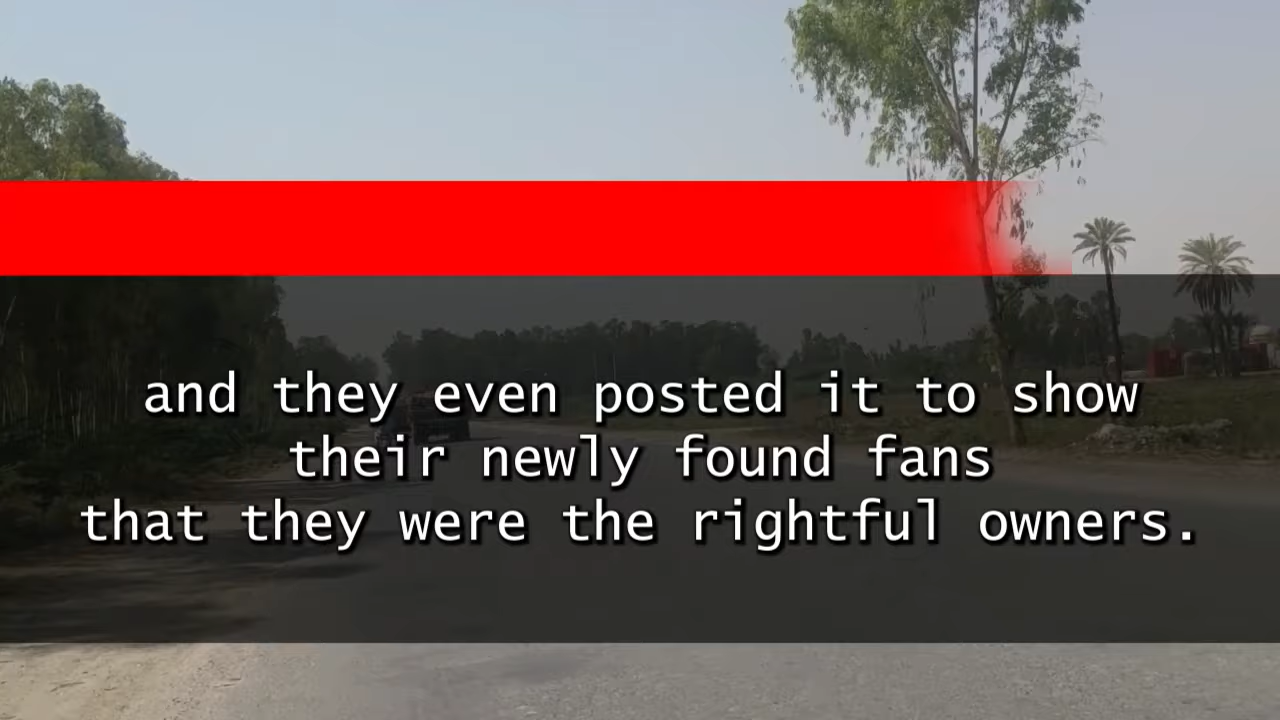 and they even posted it to show
their newly found fans
that they were the rightful owners.